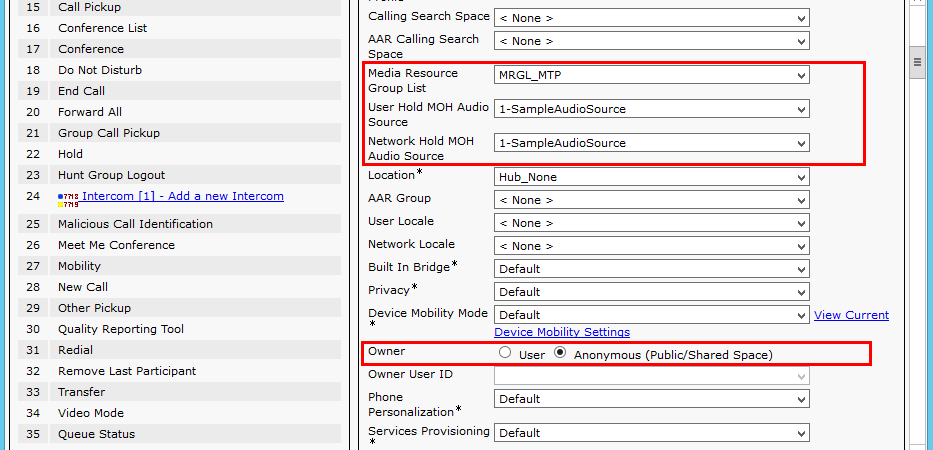 15 Call Pickup
16 Conference List
17 Conference
18 Do Not Disturb
19 End Call
20 Forward All
21 Group Call Pickup
22 Hold
23 Hunt Group Logout
24 Intercom [1] - Add a new Intercom
25 Malicious Call Identification
26 Meet Me Conference
27 Mobility
28 New Call
29 Other Pickup
30 Quality Reporting Tool
31 Redial
32 Remove Last Participant
33 Transfer
34 Video Mode
35 Queue Status
Calling Search Space < None >
AAR Calling Search
Space
< None >
Media Resource
Group List
MRGL_MTP
User Hold MOH Audio
Source
1-SampleAudioSource
Network Hold MOH
Audio Source
1-SampleAudioSource
Location* Hub_None
AAR Group < None >
User Locale < None >
Network Locale < None >
Built In Bridge* Default
Privacy* Default
Device Mobility Mode
*
Default View Current
Device Mobility Settings
Owner User Anonymous (Public/Shared Space)
Owner User ID
Phone
Personalization*
Default
Services Provisioning
*
Default